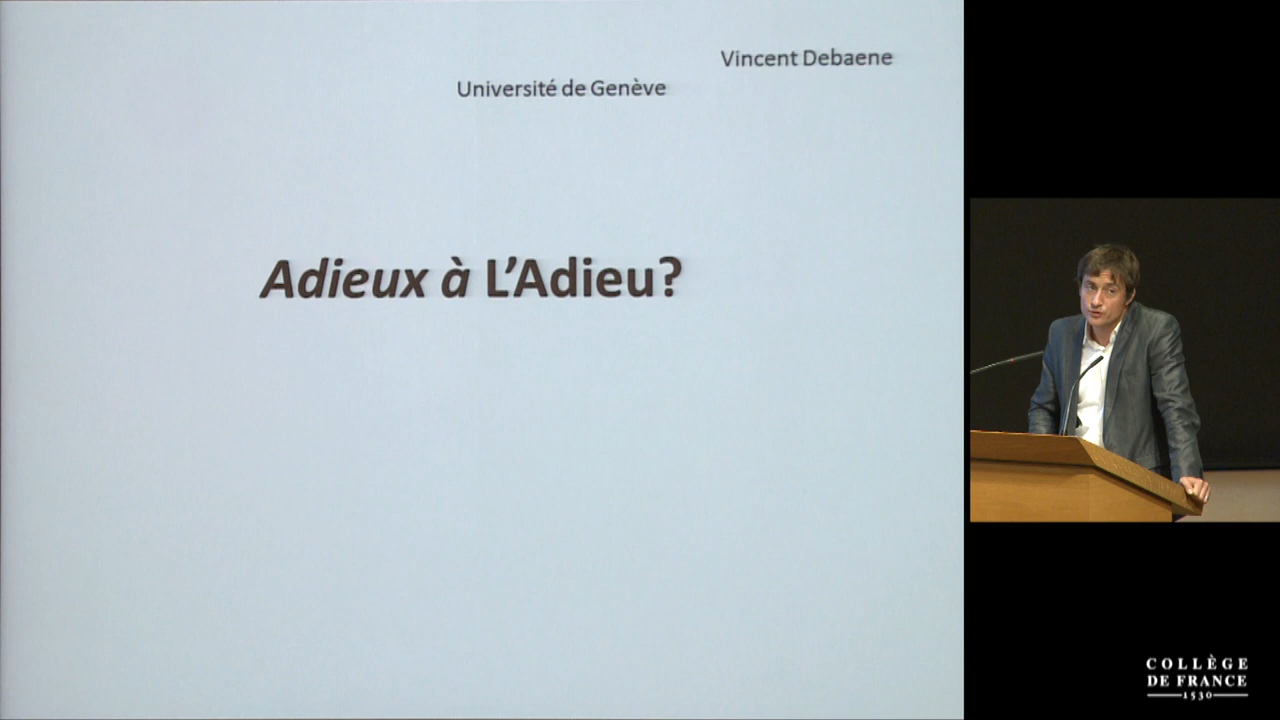 Vincent Debaene
Université de Genève
Adieux à L'Adieu?
COLLÈGE
DE FRANCE
1530